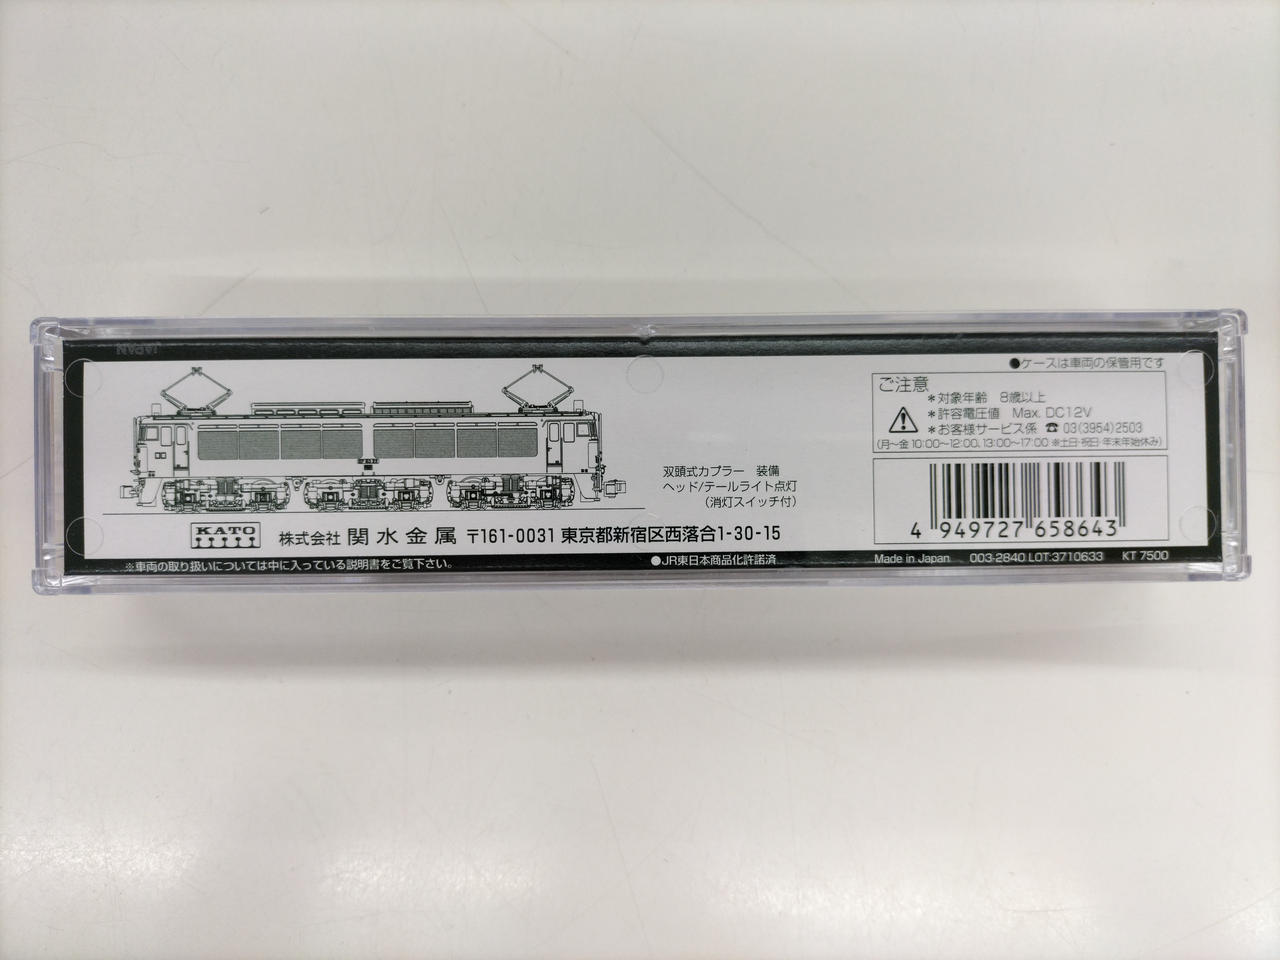 JAPAN
●ケースは車両の保管用です
ご注意
＊対象年齢 8歳以上
＊許容電圧値 Max. DC12V
＊お客様サービス係 ☎ 03(3954)2503
(月〜金 10:00〜12:00、13:00〜17:00 ※土日・祝日・年末年始休み)
双頭式カプラー 装備
ヘッド/テールライト点灯
(消灯スイッチ付)
4 949727 658643
KATO
株式会社 関水金属 〒161-0031 東京都新宿区西落合1-30-15
※車両の取り扱いについては中に入っている説明書をご覧下さい。
●JR東日本商品化許諾済
Made in Japan 003-2840 LOT:3710633 KT 7500